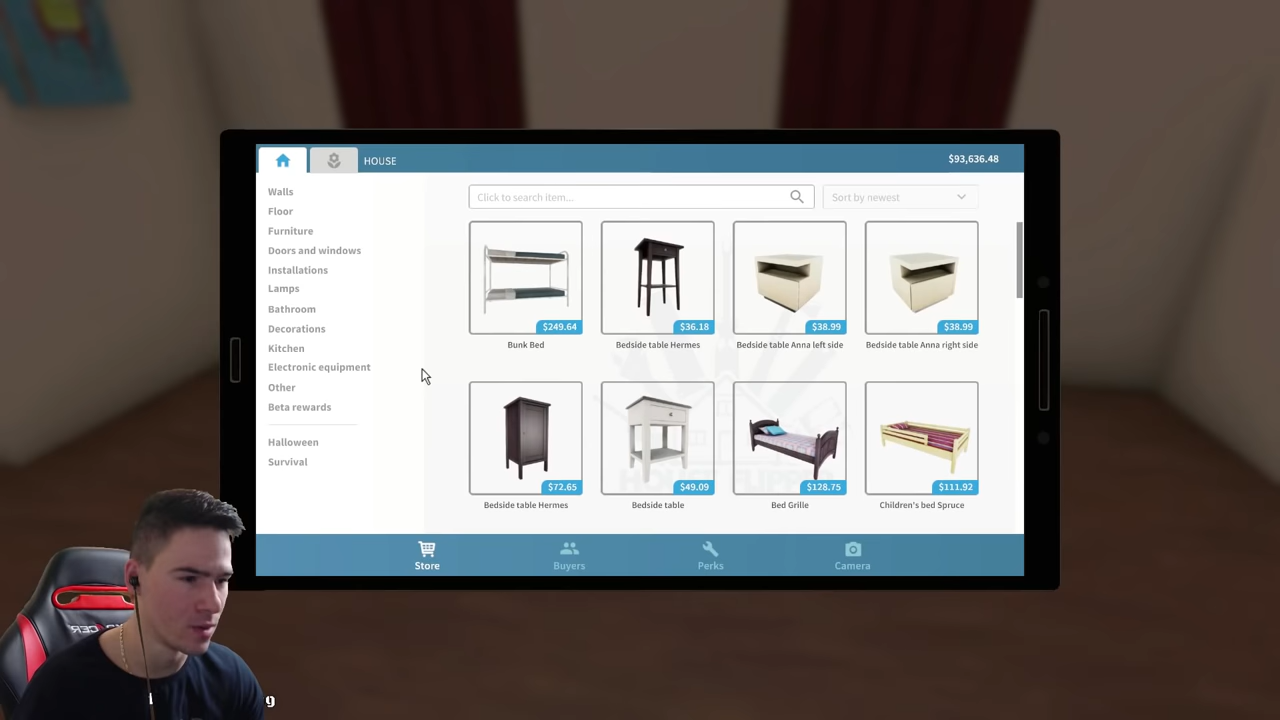 HOUSE
$93,636.48
Walls
Floor
Furniture
Doors and windows
Installations
Lamps
Bathroom
Decorations
Kitchen
Electronic equipment
Other
Beta rewards
Halloween
Survival
Click to search item...
Sort by newest
$249.64
$36.18
$38.99
$38.99
Bunk Bed
Bedside table Hermes
Bedside table Anna left side
Bedside table Anna right side
$72.65
$49.09
$128.75
$111.92
Bedside table Hermes
Bedside table
Bed Grille
Children's bed Spruce
Store
Buyers
Perks
Camera